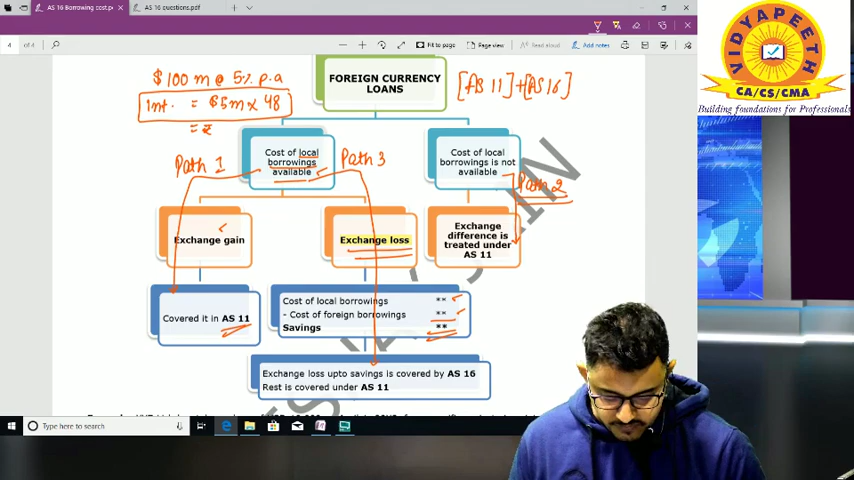 AS 16 Borrowing cost.pdf
AS 16 questions.pdf
4 of 4
Fit to page
Page view
Read aloud
Add notes
$100 m @ 5% p.a
Int. = $5m x 48
= ₹
FOREIGN CURRENCY
LOANS
[AS 11]+[AS 16]
Cost of local
borrowings
available
Cost of local
borrowings is not
available
Path 1
Path 3
Path 2
Exchange gain
Exchange loss
Exchange
difference is
treated under
AS 11
Covered it in AS 11
Cost of local borrowings **
- Cost of foreign borrowings **
Savings **
Exchange loss upto savings is covered by AS 16
Rest is covered under AS 11
Type here to search
VIDYAPEETH
CA/CS/CMA
Building foundations for Professionals